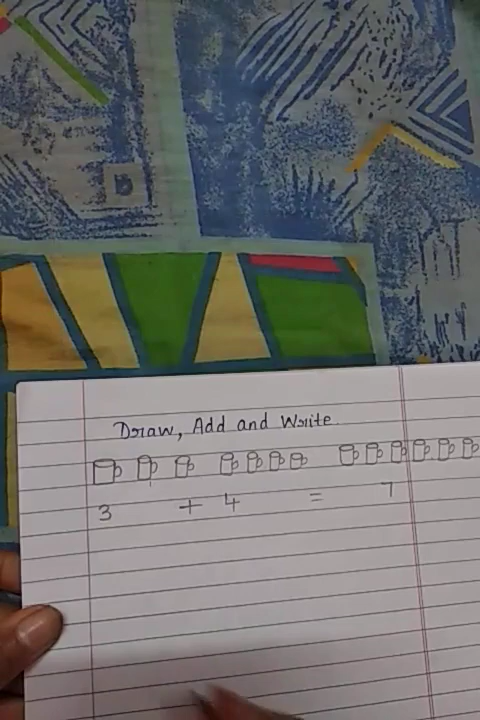 Draw, Add and Write.
3 + 4 = 7